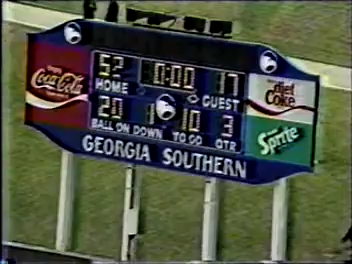 52 0:00 17
HOME GUEST
20 1 10 3
BALL ON DOWN TO GO QTR
GEORGIA SOUTHERN
Coca-Cola
diet
Coke
Sprite